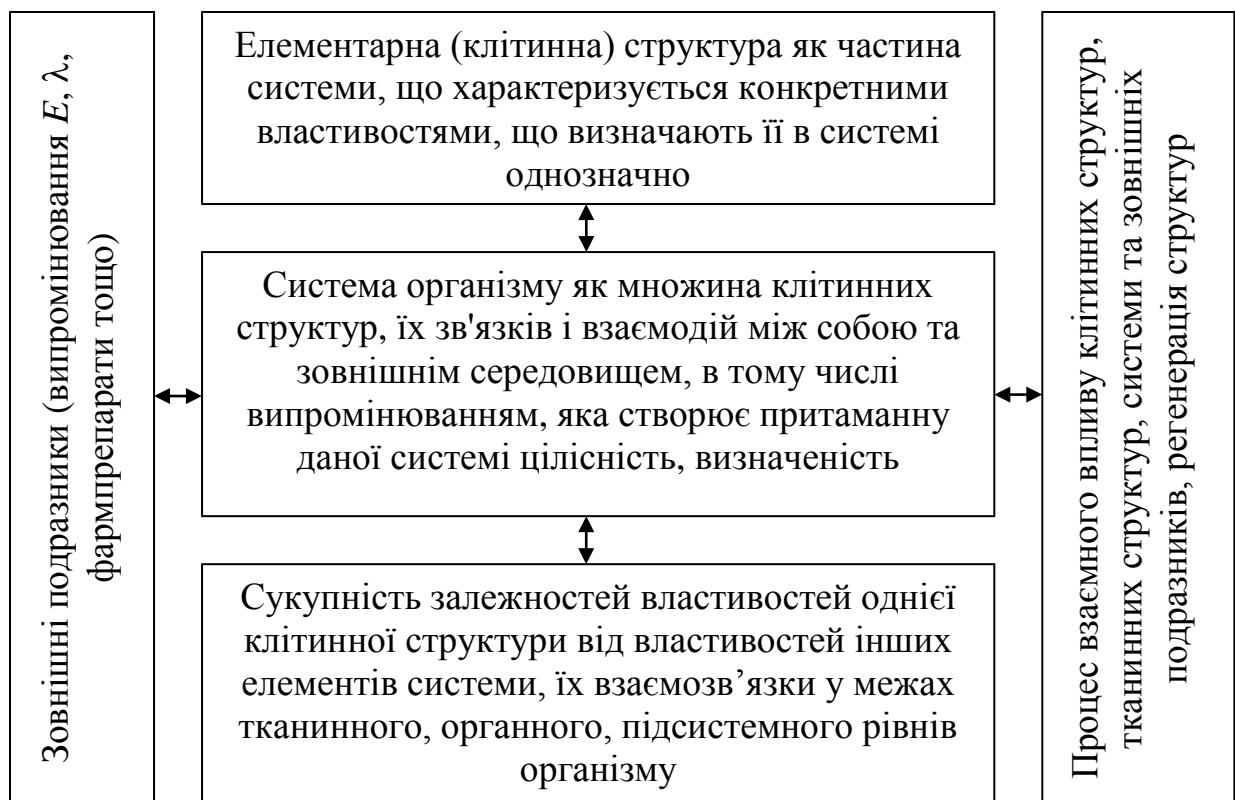 Зовнішні подразники (випромінювання E, λ,
фармпрепарати тощо)
Елементарна (клітинна) структура як частина
системи, що характеризується конкретними
властивостями, що визначають її в системі
однозначно
Система організму як множина клітинних
структур, їх зв'язків і взаємодій між собою та
зовнішнім середовищем, в тому числі
випромінюванням, яка створює притаманну
даної системі цілісність, визначеність
Сукупність залежностей властивостей однієї
клітинної структури від властивостей інших
елементів системи, їх взаємозв’язки у межах
тканинного, органного, підсистемного рівнів
організму
Процес взаємного впливу клітинних структур,
тканинних структур, системи та зовнішніх
подразників, регенерація структур